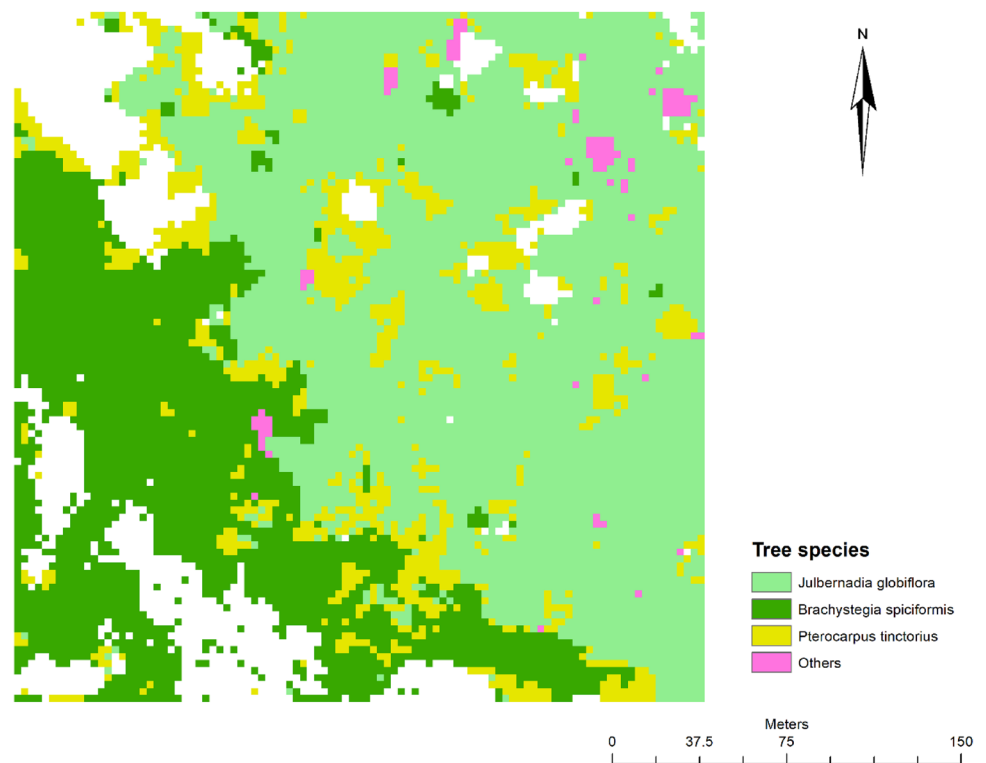 N
Tree species
Julbernadia globiflora
Brachystegia spiciformis
Pterocarpus tinctorius
Others
Meters
0 37.5 75 150